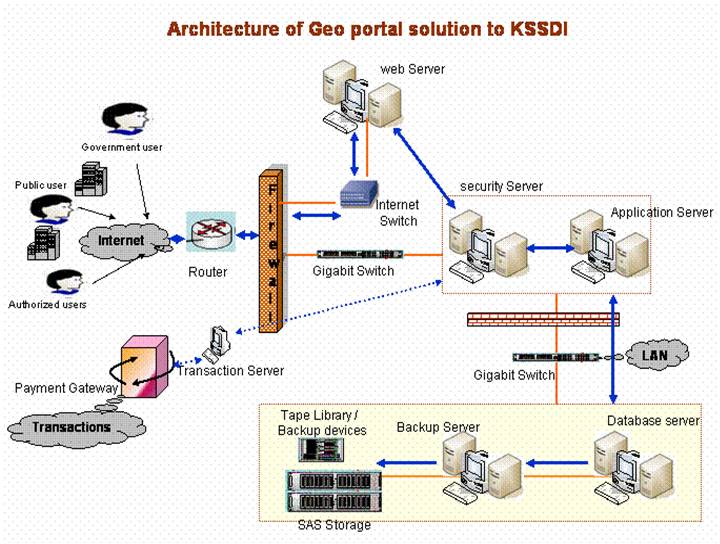 Architecture of Geo portal solution to KSSDI
web Server
Government user
Public user
security Server
Firewall
Internet
Switch
Application Server
Internet
Router
Gigabit Switch
Authorized users
Transaction Server
Payment Gateway
Gigabit Switch
LAN
Transactions
Tape Library /
Backup devices
Backup Server
Database server
SAS Storage